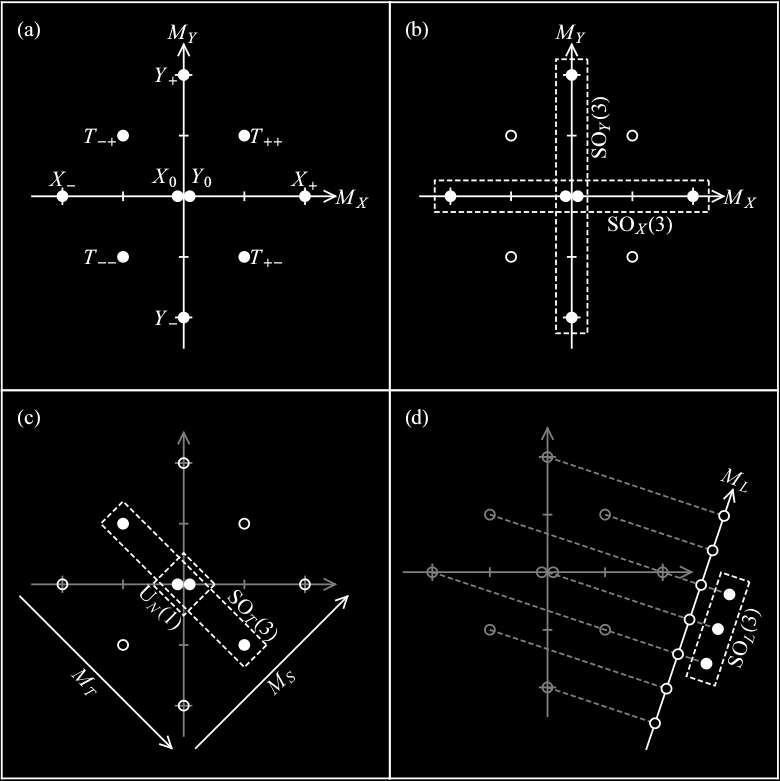 (a)
M_Y
Y_+
T_{-+}
T_{++}
X_-
X_0
Y_0
X_+
M_X
T_{--}
T_{+-}
Y_-
(b)
M_Y
SO_Y(3)
M_X
SO_X(3)
(c)
U_N(1)
SO_T(3)
M_T
M_S
(d)
M_L
SO_L(3)